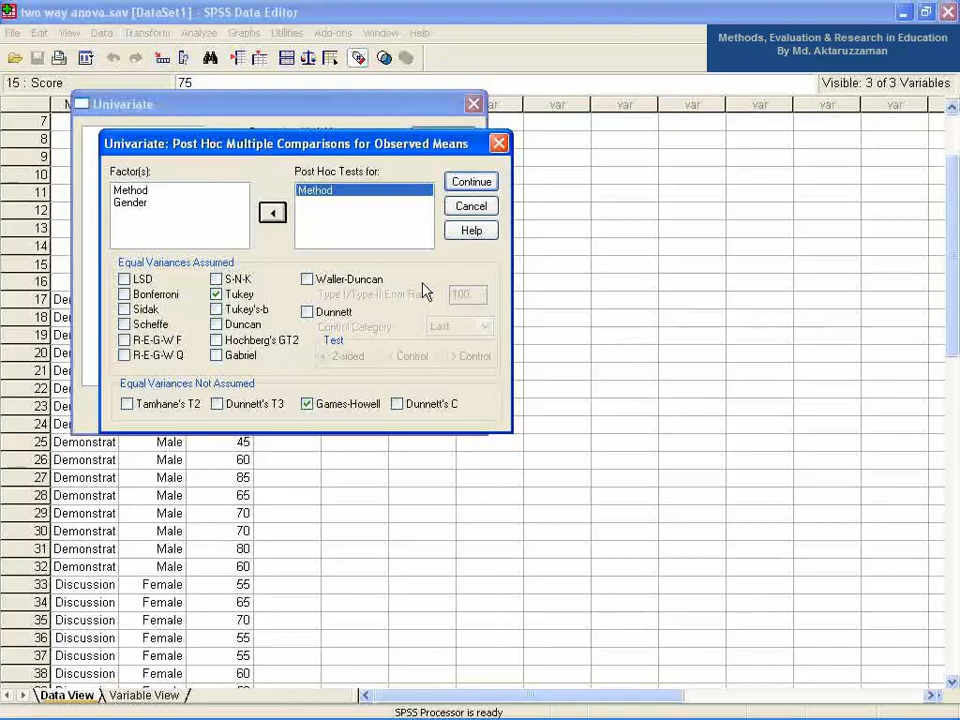 two way anova.sav [DataSet1] - SPSS Data Editor
File Edit View Data Transform Analyze Graphs Utilities Add-ons Window Help
Methods, Evaluation & Research in Education
By Md. Aktaruzzaman
15 : Score 75 Visible: 3 of 3 Variables
Univariate
var var var var var var var
Univariate: Post Hoc Multiple Comparisons for Observed Means
Factor(s):
Method
Gender
Post Hoc Tests for:
Method
Continue
Cancel
Help
Equal Variances Assumed
LSD S-N-K Waller-Duncan
Bonferroni Tukey Type I/Type II Error 100
Sidak Tukey's-b Dunnett
Scheffe Duncan Control Category Last
R-E-G-W F Hochberg's GT2 Test
R-E-G-W Q Gabriel 2-sided < Control > Control
Equal Variances Not Assumed
Tamhane's T2 Dunnett's T3 Games-Howell Dunnett's C
7
8
9
10
11
12
13
14
15
16
17
18
19
20
21
22
23
24
25 Demonstrat Male 45
26 Demonstrat Male 60
27 Demonstrat Male 85
28 Demonstrat Male 65
29 Demonstrat Male 70
30 Demonstrat Male 70
31 Demonstrat Male 80
32 Demonstrat Male 60
33 Discussion Female 55
34 Discussion Female 65
35 Discussion Female 70
36 Discussion Female 55
37 Discussion Female 55
38 Discussion Female 60
Data View Variable View
SPSS Processor is ready